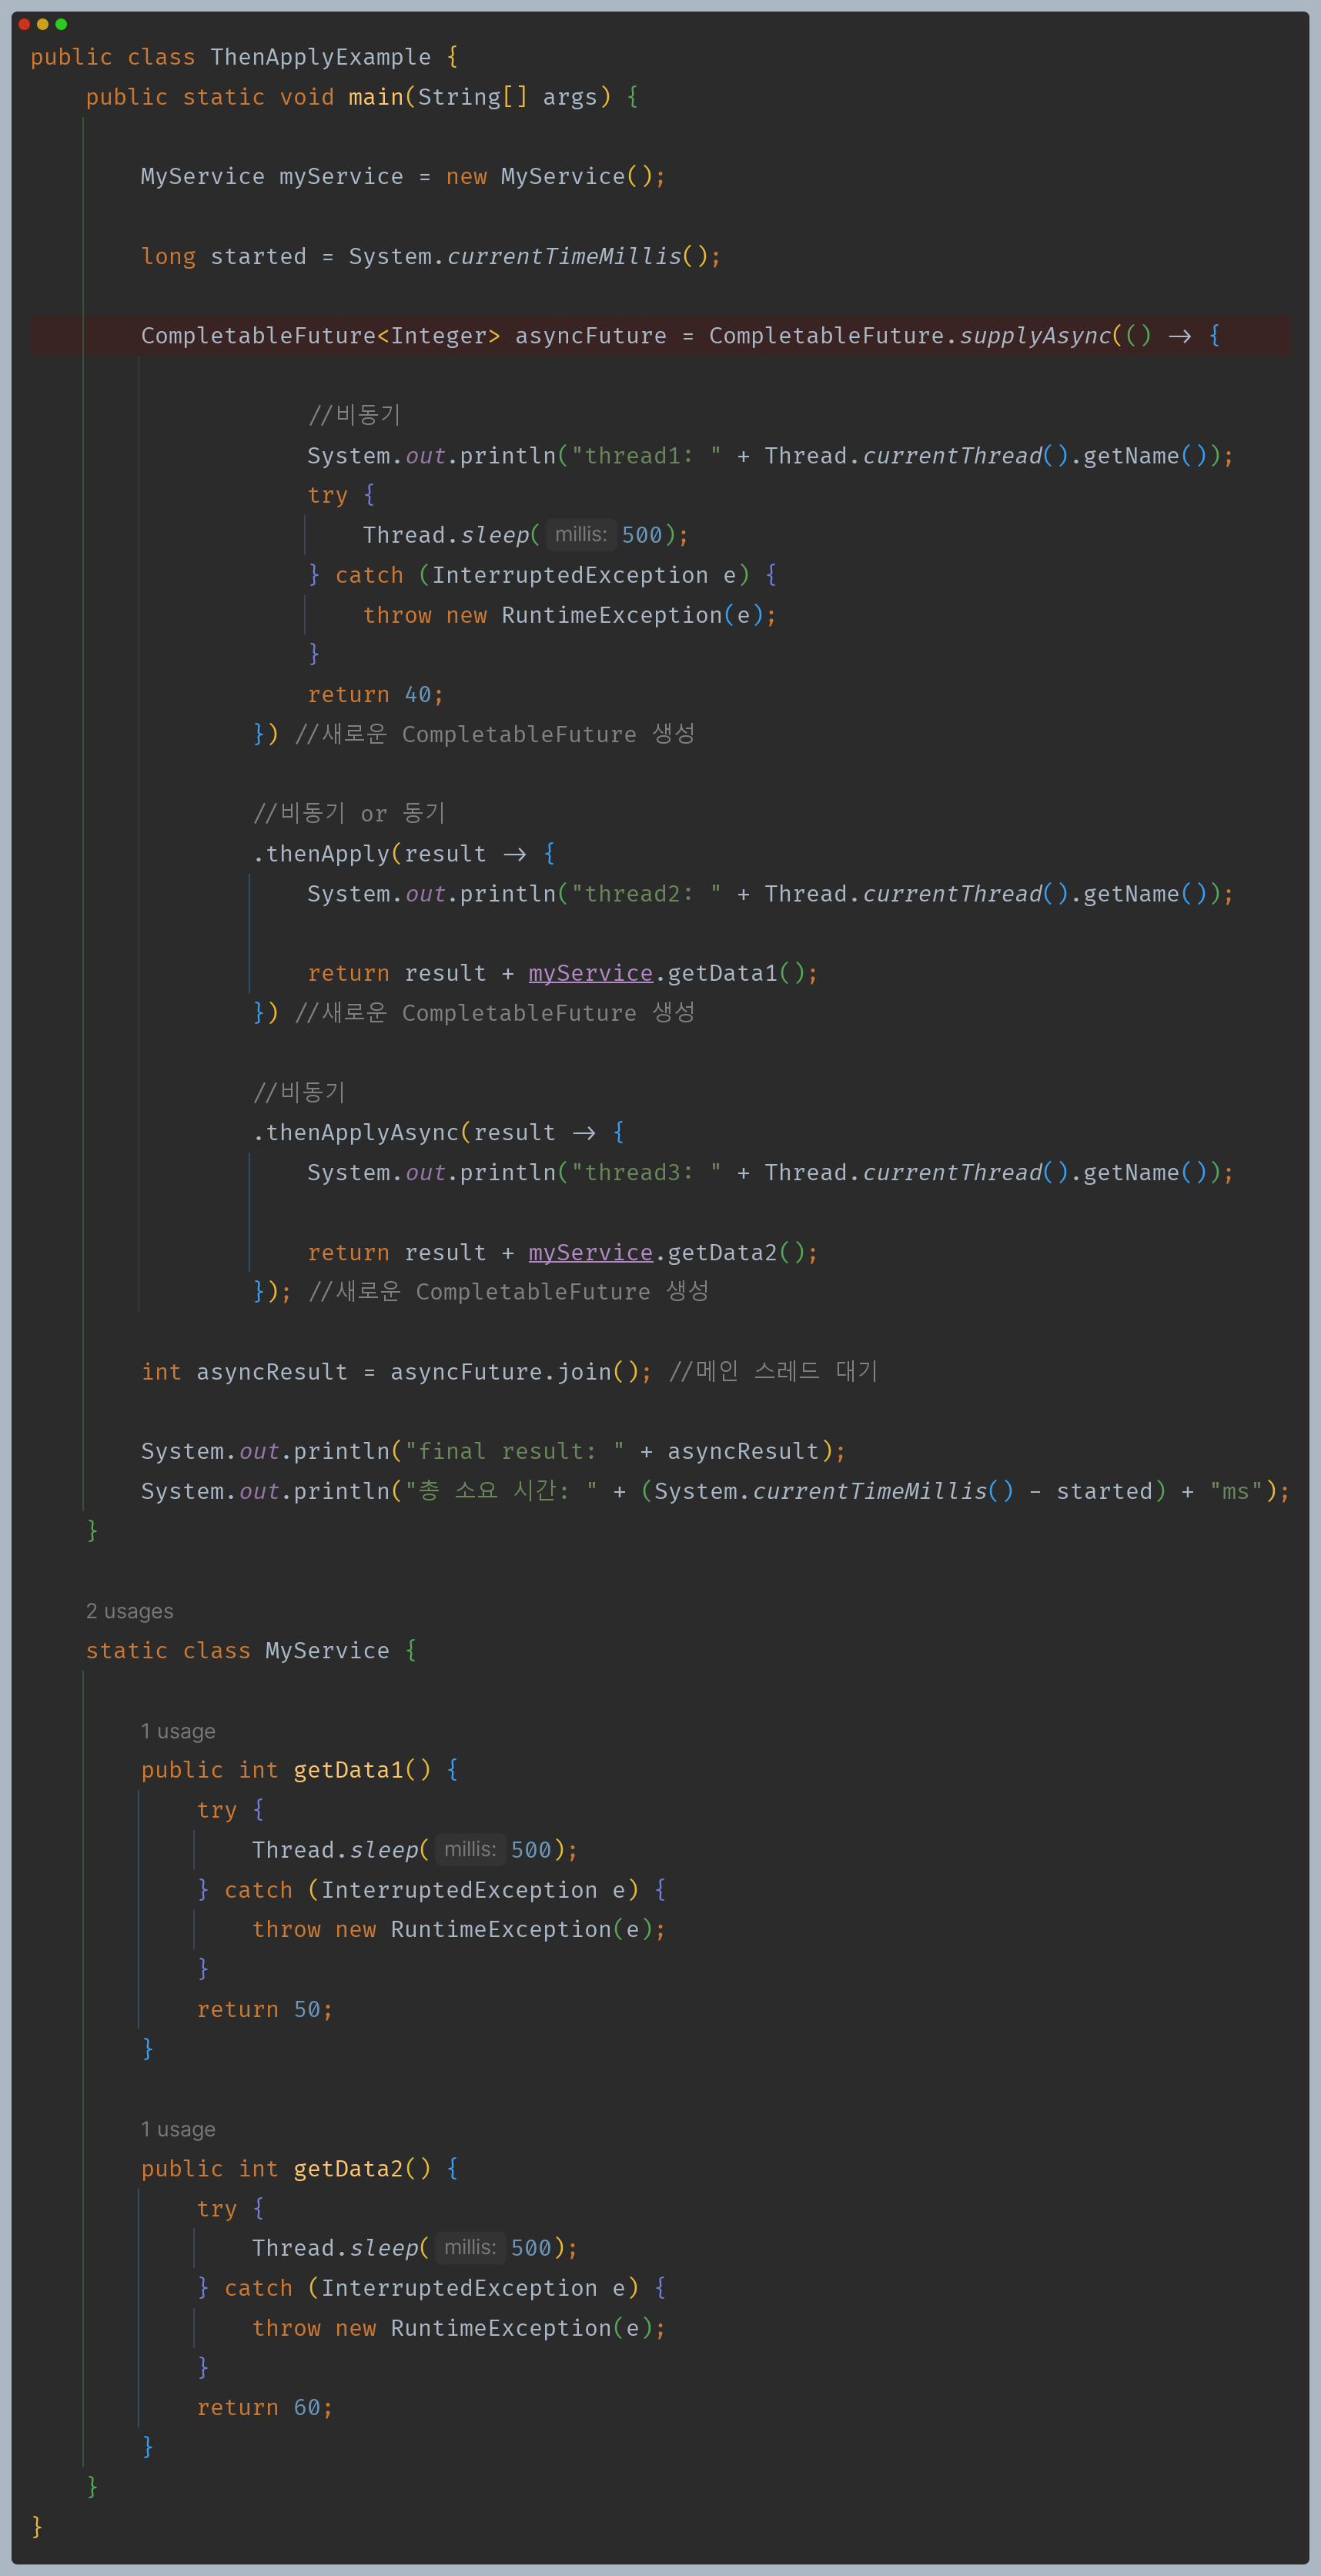 public class ThenApplyExample {
public static void main(String[] args) {
MyService myService = new MyService();
long started = System.currentTimeMillis();
CompletableFuture<Integer> asyncFuture = CompletableFuture.supplyAsync(() -> {
//비동기
System.out.println("thread1: " + Thread.currentThread().getName());
try {
Thread.sleep( millis: 500);
} catch (InterruptedException e) {
throw new RuntimeException(e);
}
return 40;
}) //새로운 CompletableFuture 생성
//비동기 or 동기
.thenApply(result -> {
System.out.println("thread2: " + Thread.currentThread().getName());
return result + myService.getData1();
}) //새로운 CompletableFuture 생성
//비동기
.thenApplyAsync(result -> {
System.out.println("thread3: " + Thread.currentThread().getName());
return result + myService.getData2();
}); //새로운 CompletableFuture 생성
int asyncResult = asyncFuture.join(); //메인 스레드 대기
System.out.println("final result: " + asyncResult);
System.out.println("총 소요 시간: " + (System.currentTimeMillis() - started) + "ms");
}
2 usages
static class MyService {
1 usage
public int getData1() {
try {
Thread.sleep( millis: 500);
} catch (InterruptedException e) {
throw new RuntimeException(e);
}
return 50;
}
1 usage
public int getData2() {
try {
Thread.sleep( millis: 500);
} catch (InterruptedException e) {
throw new RuntimeException(e);
}
return 60;
}
}
}